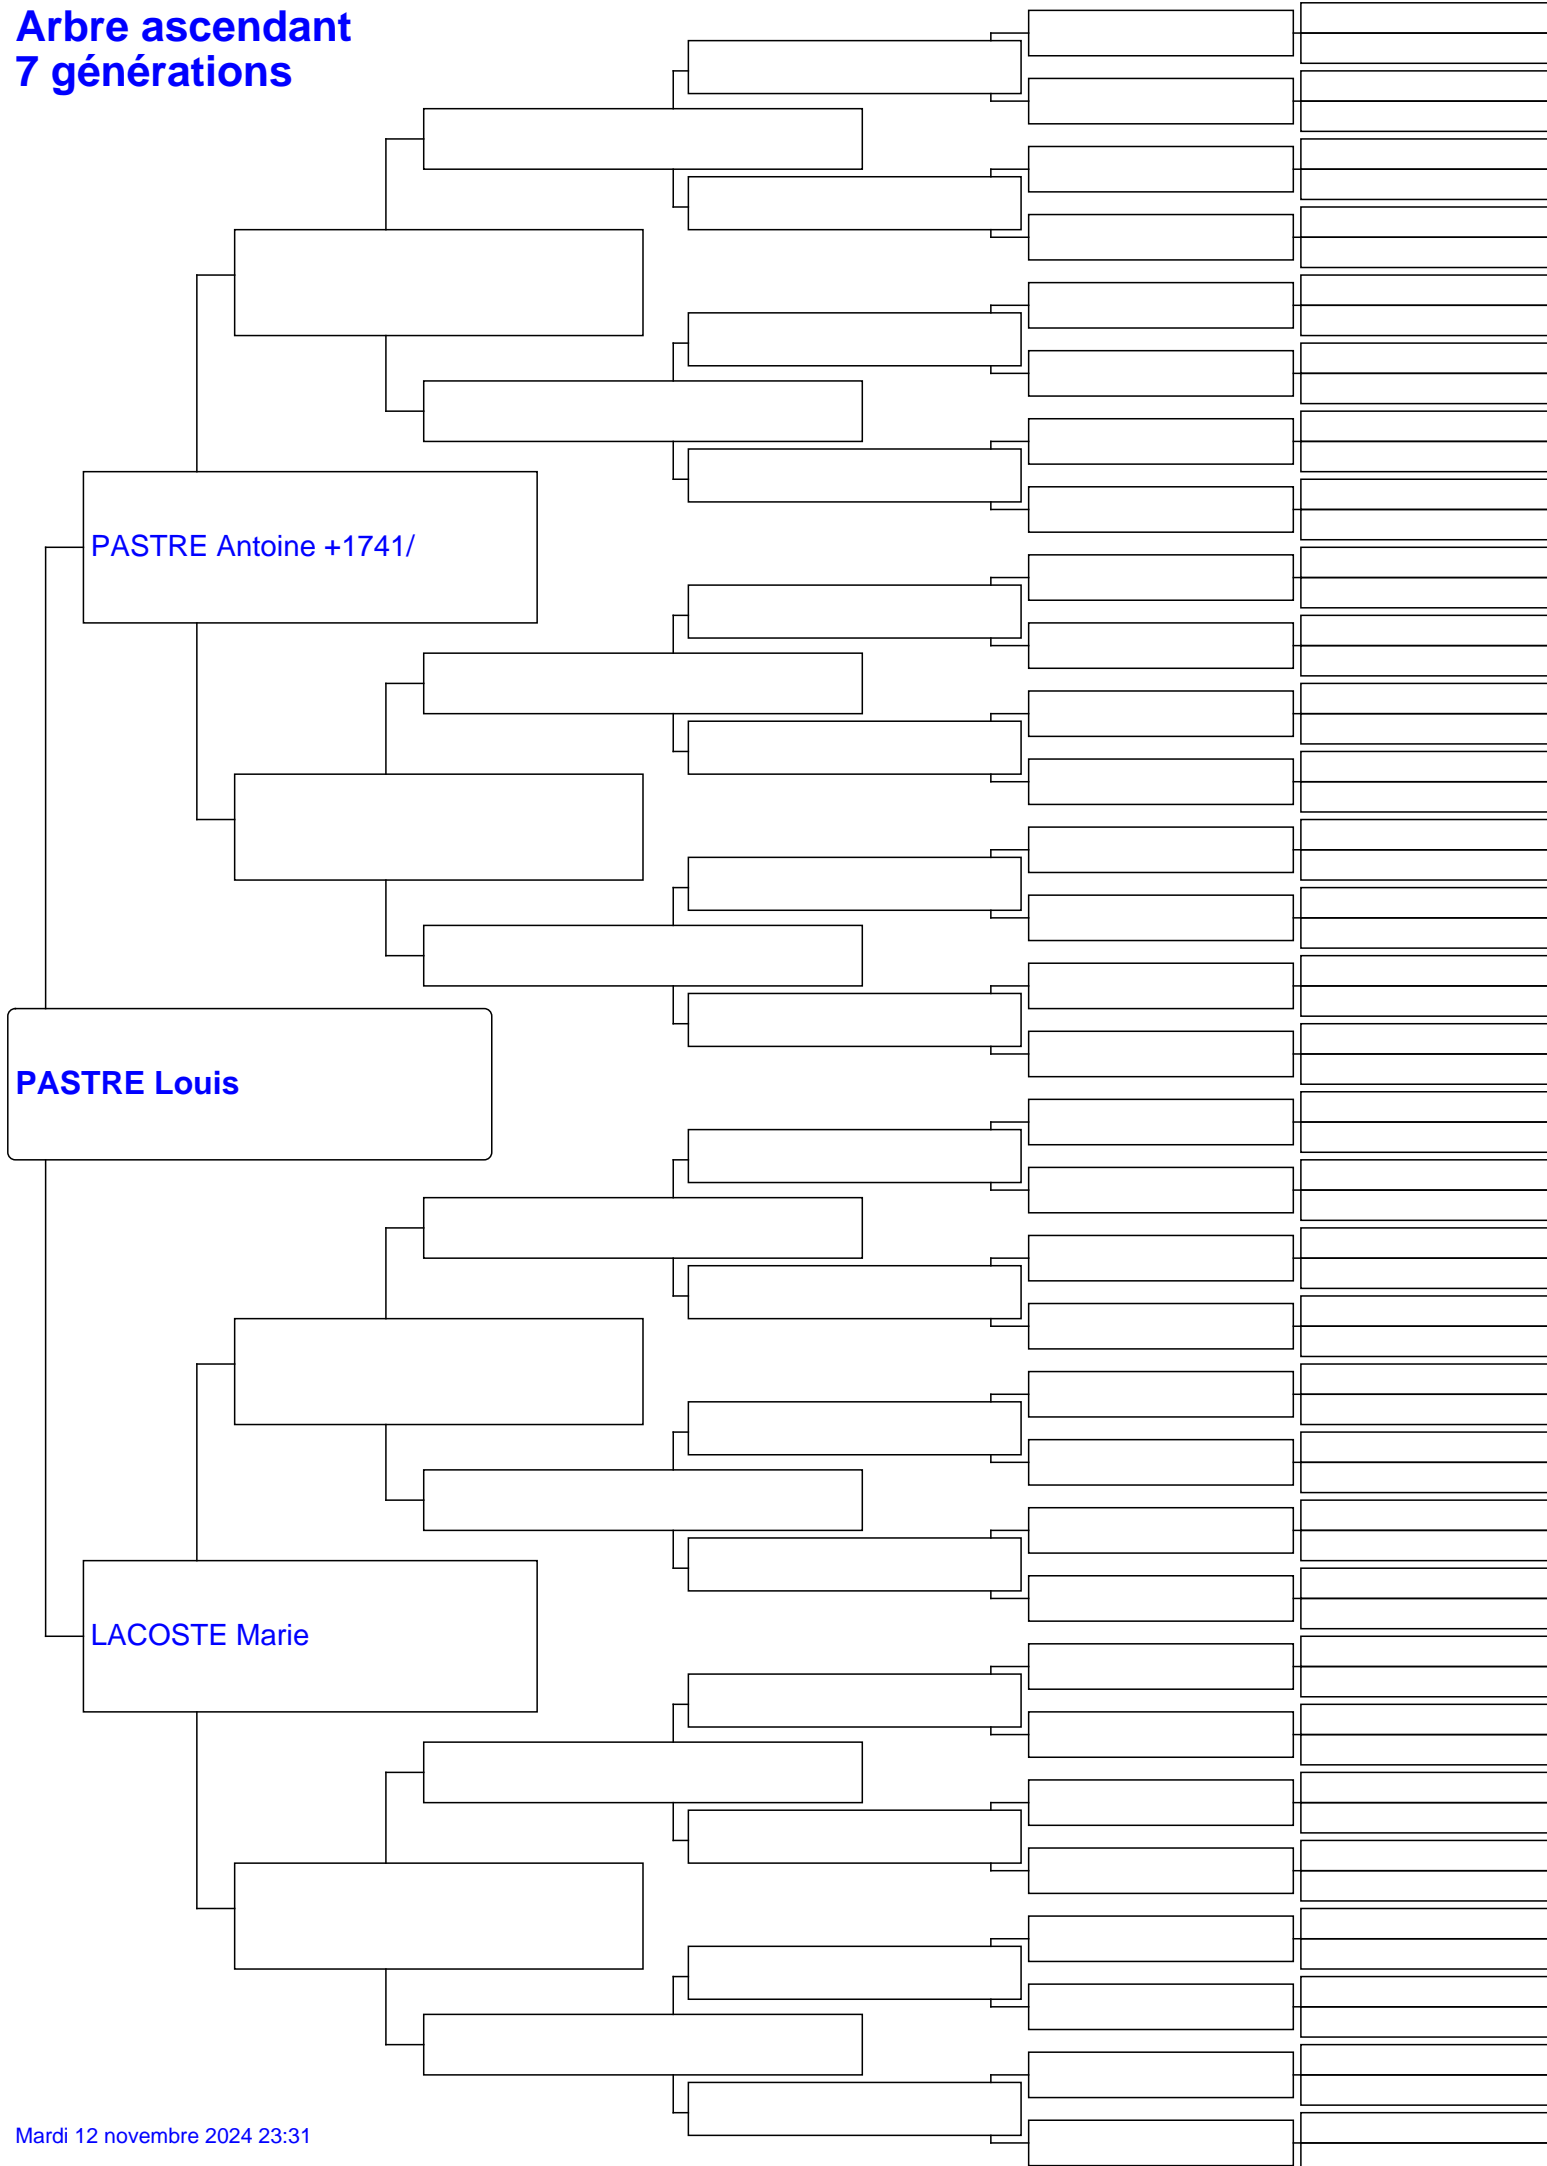 Arbre ascendant
7 générations
PASTRE Antoine +1741/
PASTRE Louis
LACOSTE Marie
Mardi 12 novembre 2024 23:31